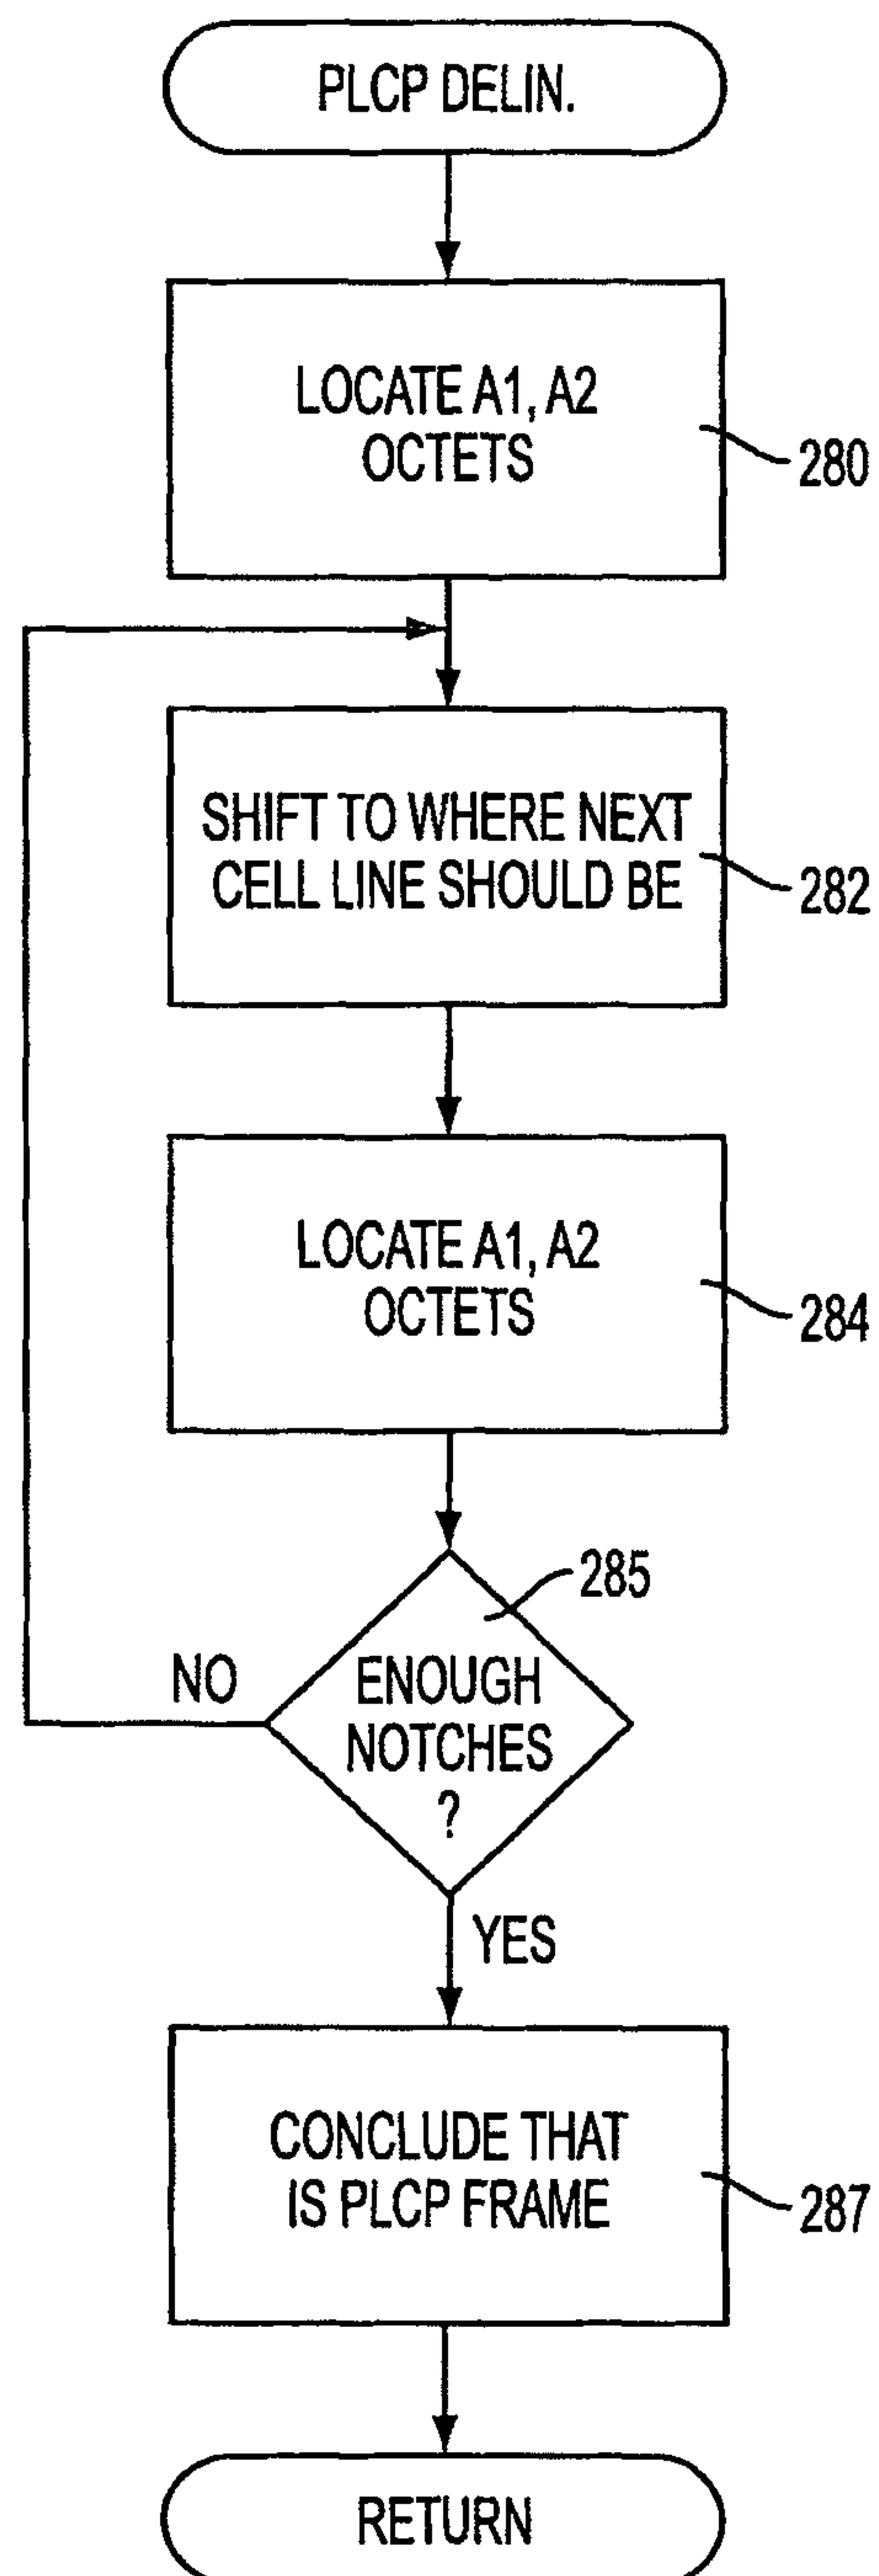 PLCP DELIN.
LOCATE A1, A2
OCTETS
280
SHIFT TO WHERE NEXT
CELL LINE SHOULD BE
282
LOCATE A1, A2
OCTETS
284
285
NO
ENOUGH
NOTCHES
?
YES
CONCLUDE THAT
IS PLCP FRAME
287
RETURN